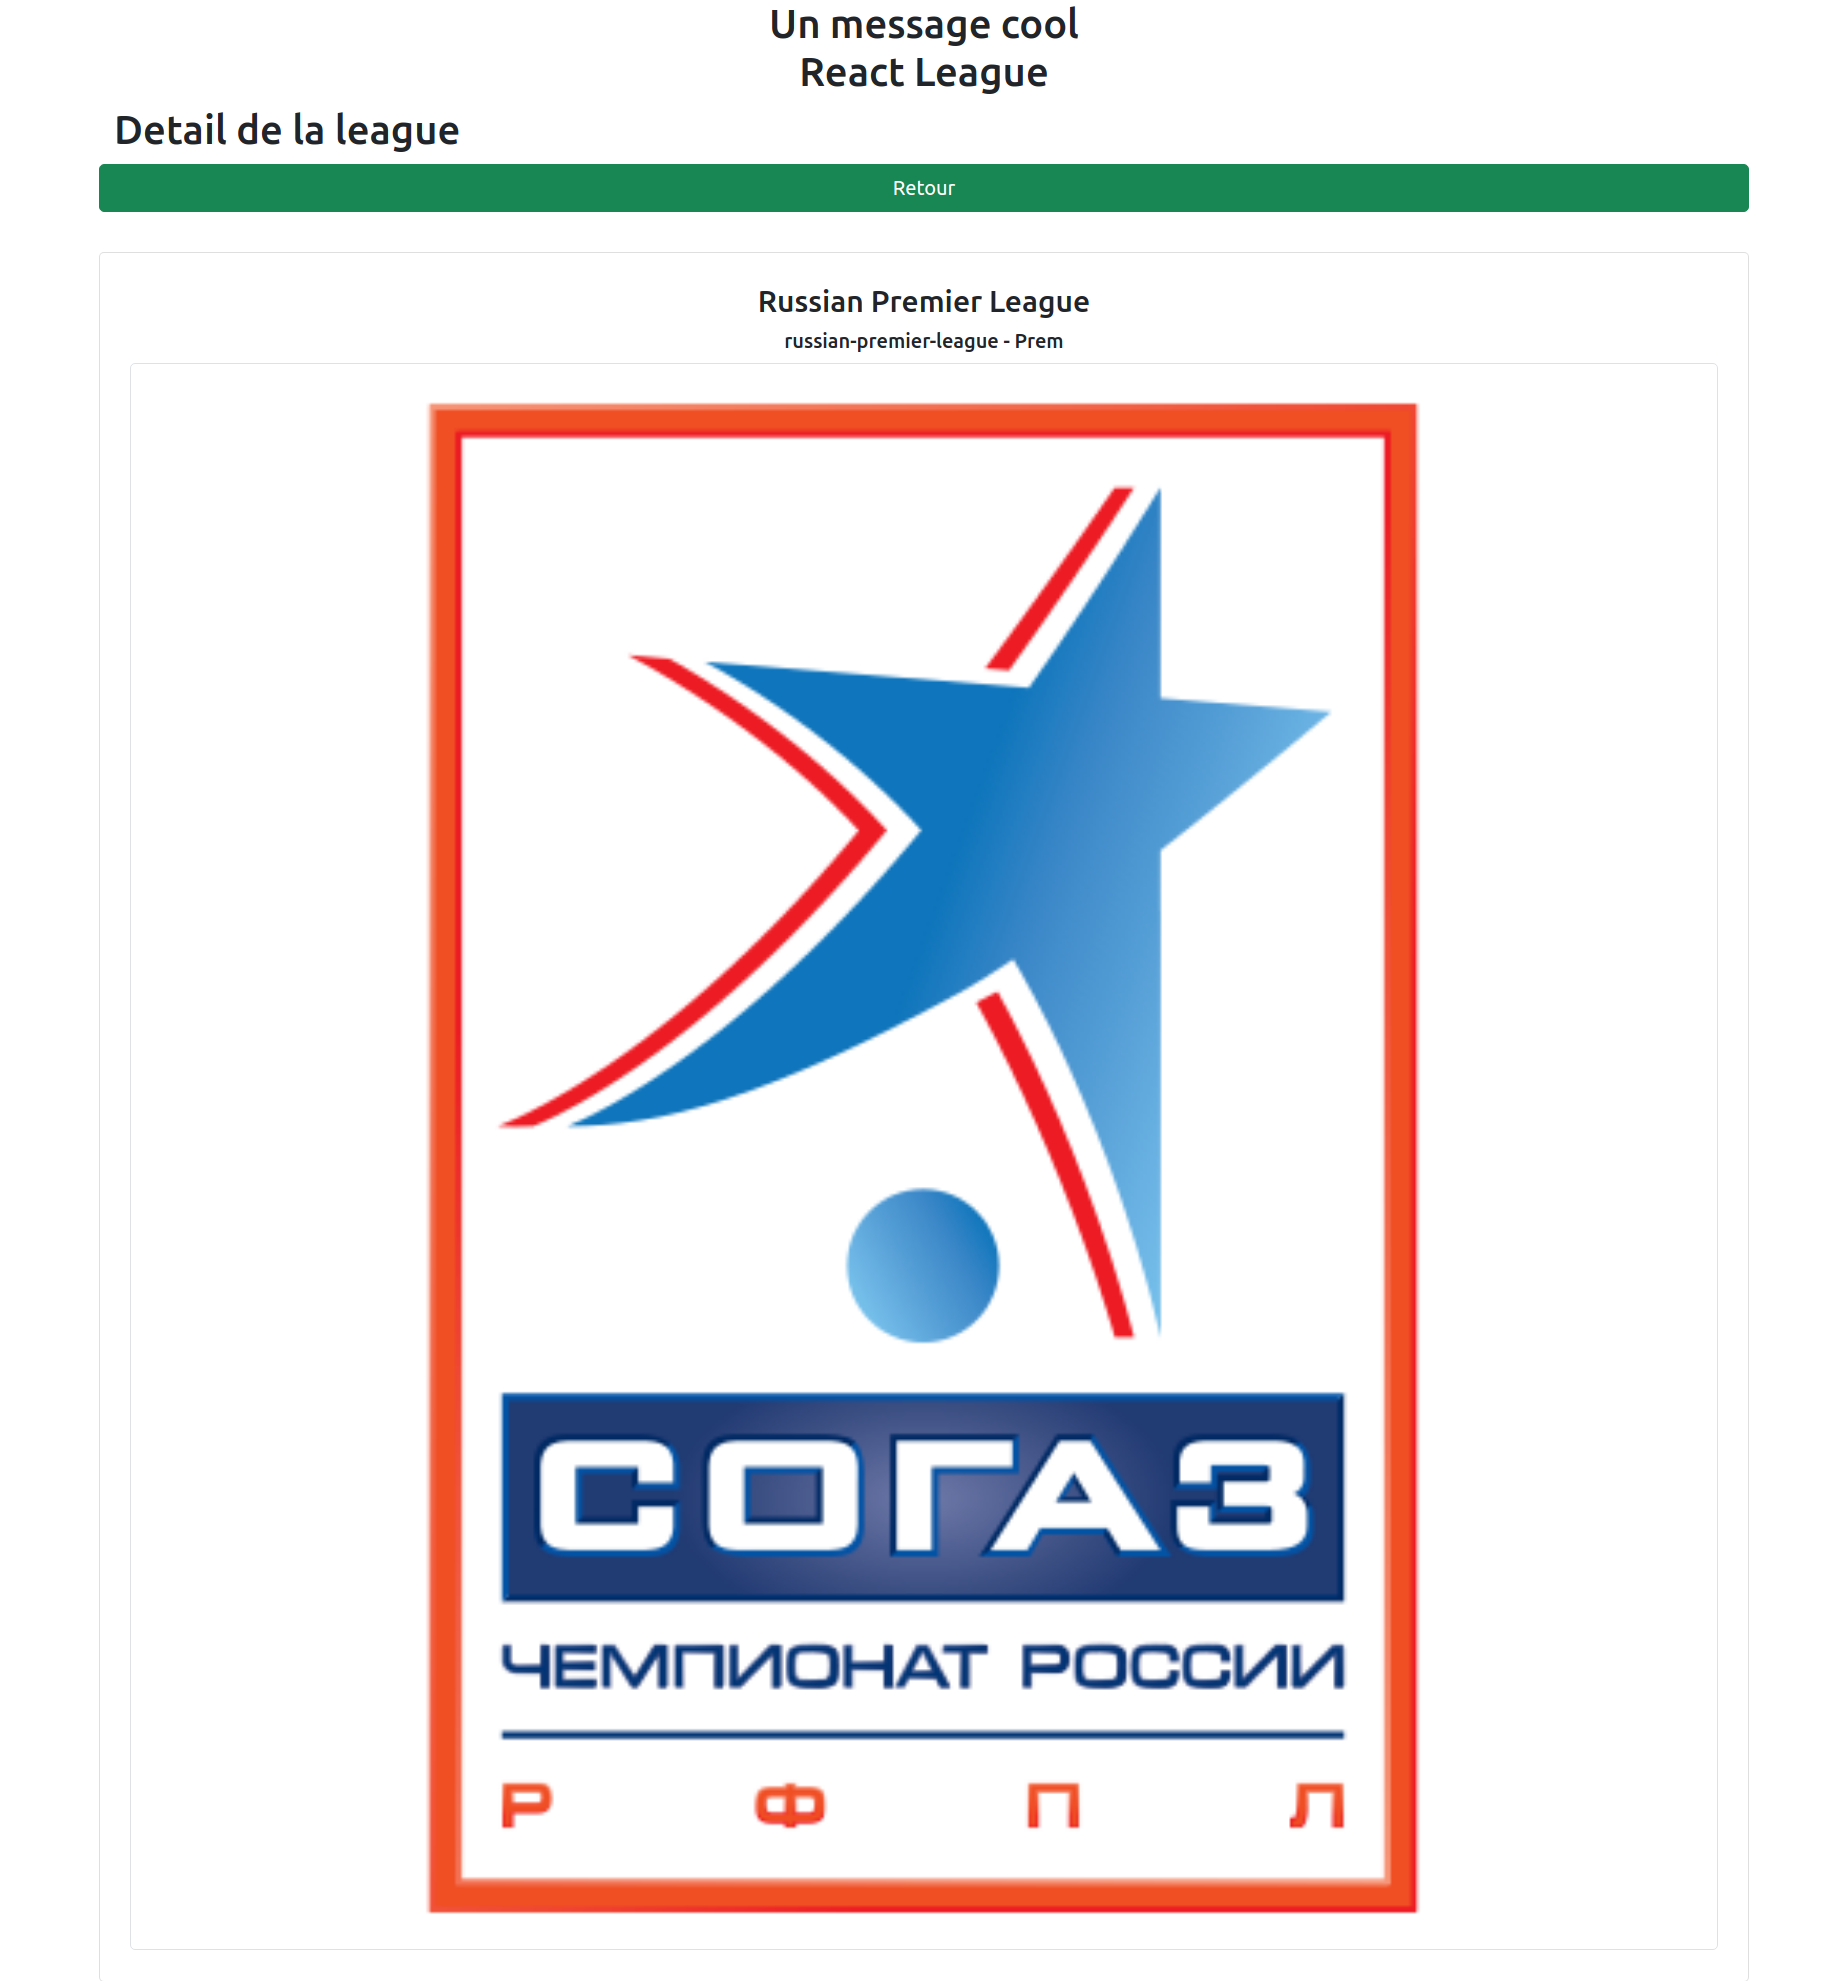 Un message cool
React League
Detail de la league
Retour
Russian Premier League
russian-premier-league - Prem
СОГАЗ
ЧЕМПИОНАТ РОССИИ
Р Ф П Л